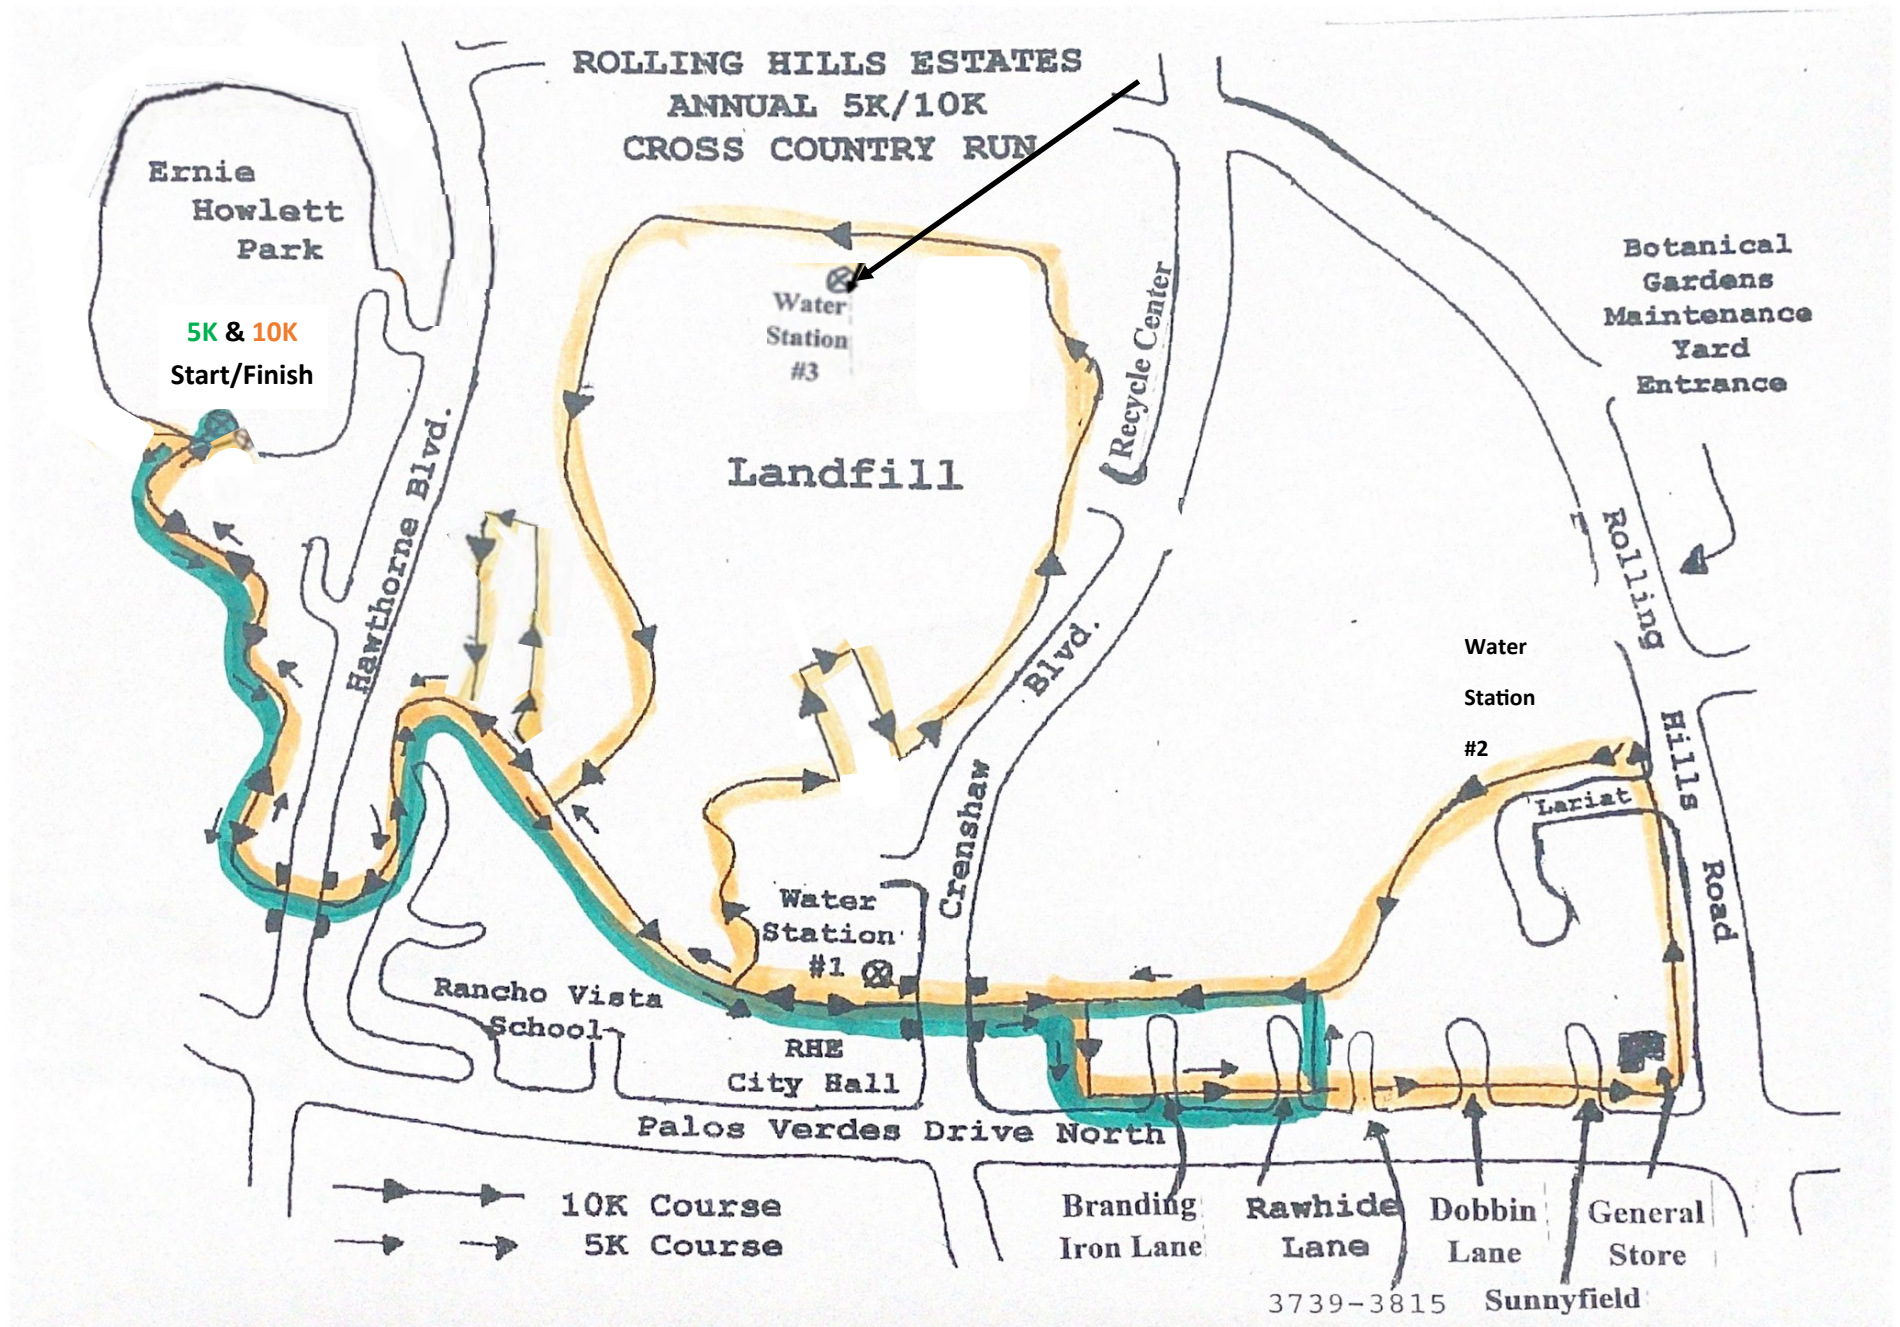 ROLLING HILLS ESTATES
ANNUAL 5K/10K
CROSS COUNTRY RUN
Ernie
Howlett
Park
5K & 10K
Start/Finish
Hawthorne Blvd.
Water
Station
#3
Landfill
Recycle Center
Botanical
Gardens
Maintenance
Yard
Entrance
Rolling
Hills
Road
Water
Station
#2
Lariat
Crenshaw
Blvd.
Water
Station
#1
Rancho Vista
School
RHE
City Hall
Palos Verdes Drive North
10K Course
5K Course
Branding
Iron Lane
Rawhide
Lane
Dobbin
Lane
General
Store
3739-3815
Sunnyfield